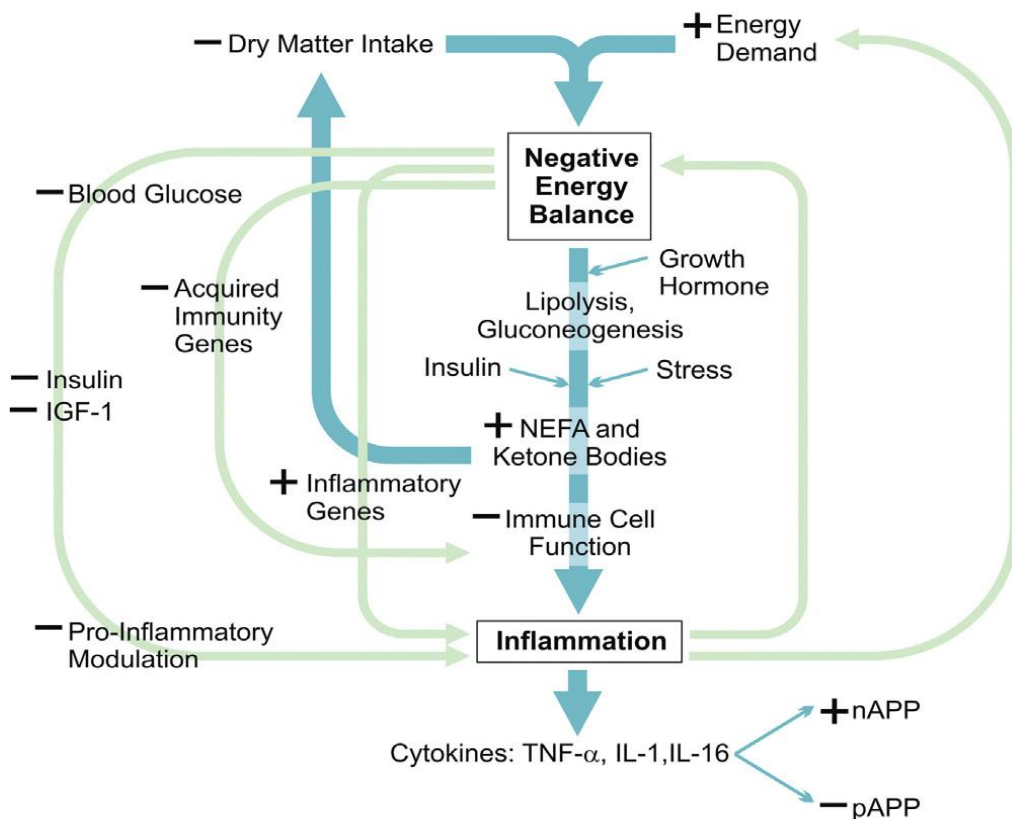 − Dry Matter Intake
+ Energy
Demand
Negative
Energy
Balance
− Blood Glucose
Growth
Hormone
− Acquired
Immunity
Genes
Lipolysis,
Gluconeogenesis
− Insulin
− IGF-1
Insulin
Stress
+ NEFA and
Ketone Bodies
+ Inflammatory
Genes
− Immune Cell
Function
− Pro-Inflammatory
Modulation
Inflammation
Cytokines: TNF-α, IL-1,IL-16
+ nAPP
− pAPP